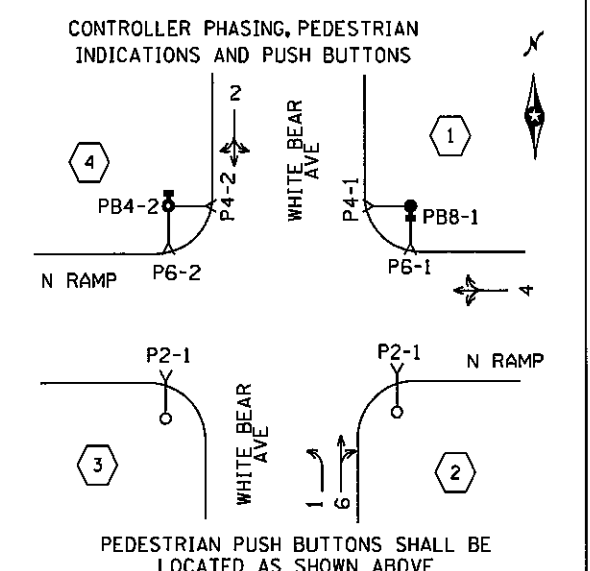 CONTROLLER PHASING, PEDESTRIAN
INDICATIONS AND PUSH BUTTONS
N
2
1
4
WHITE BEAR
AVE
P4-2
P4-1
PB4-2
PB8-1
P6-2
P6-1
N RAMP
4
P2-1
P2-1
N RAMP
WHITE BEAR
AVE
3
1
6
2
PEDESTRIAN PUSH BUTTONS SHALL BE
LOCATED AS SHOWN ABOVE